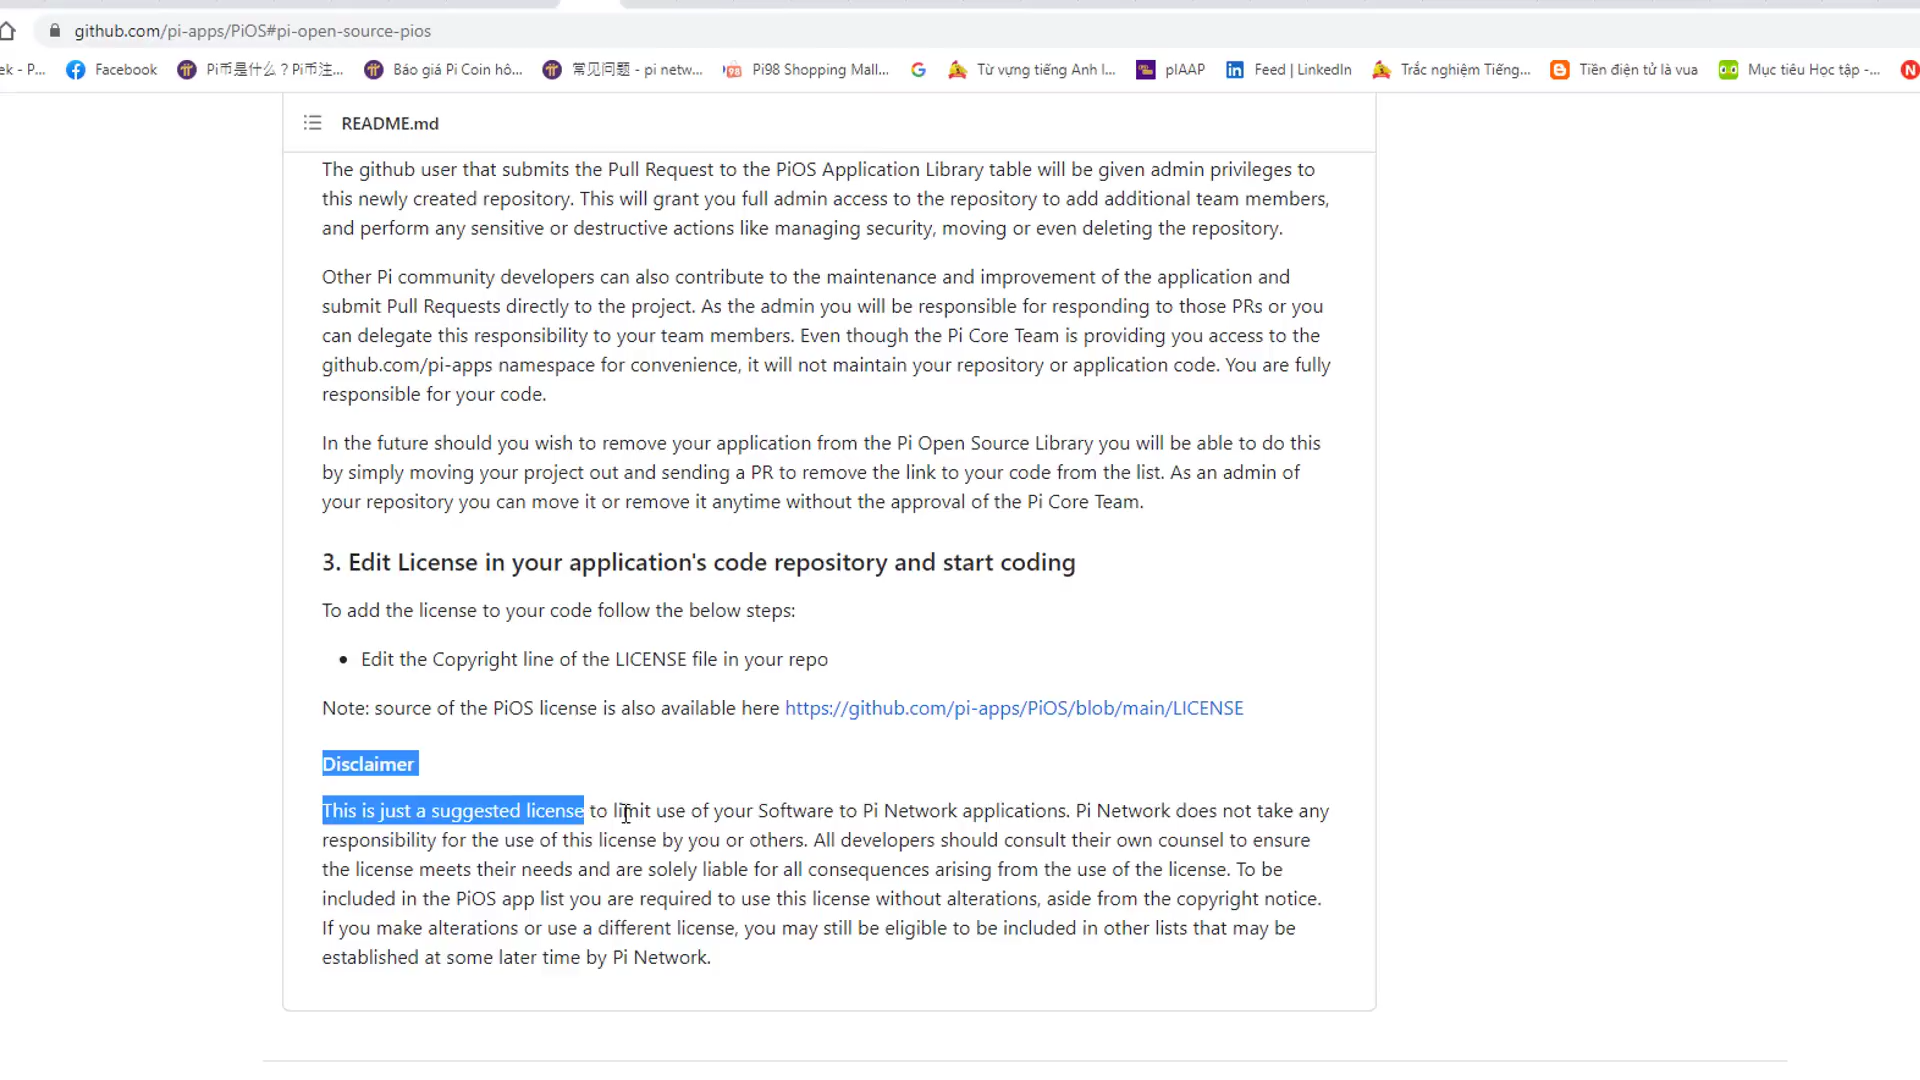 github.com/pi-apps/PiOS#pi-open-source-pios
ek - P... Facebook Pi币是什么？Pi币注... Báo giá Pi Coin hô... 常见问题 - pi netw... Pi98 Shopping Mall... Từ vựng tiếng Anh l... pIAAP Feed | LinkedIn Trắc nghiệm Tiếng... Tiền điện tử là vua Mục tiêu Học tập -...
README.md
The github user that submits the Pull Request to the PiOS Application Library table will be given admin privileges to
this newly created repository. This will grant you full admin access to the repository to add additional team members,
and perform any sensitive or destructive actions like managing security, moving or even deleting the repository.
Other Pi community developers can also contribute to the maintenance and improvement of the application and
submit Pull Requests directly to the project. As the admin you will be responsible for responding to those PRs or you
can delegate this responsibility to your team members. Even though the Pi Core Team is providing you access to the
github.com/pi-apps namespace for convenience, it will not maintain your repository or application code. You are fully
responsible for your code.
In the future should you wish to remove your application from the Pi Open Source Library you will be able to do this
by simply moving your project out and sending a PR to remove the link to your code from the list. As an admin of
your repository you can move it or remove it anytime without the approval of the Pi Core Team.
3. Edit License in your application's code repository and start coding
To add the license to your code follow the below steps:
• Edit the Copyright line of the LICENSE file in your repo
Note: source of the PiOS license is also available here https://github.com/pi-apps/PiOS/blob/main/LICENSE
Disclaimer
This is just a suggested license to limit use of your Software to Pi Network applications. Pi Network does not take any
responsibility for the use of this license by you or others. All developers should consult their own counsel to ensure
the license meets their needs and are solely liable for all consequences arising from the use of the license. To be
included in the PiOS app list you are required to use this license without alterations, aside from the copyright notice.
If you make alterations or use a different license, you may still be eligible to be included in other lists that may be
established at some later time by Pi Network.